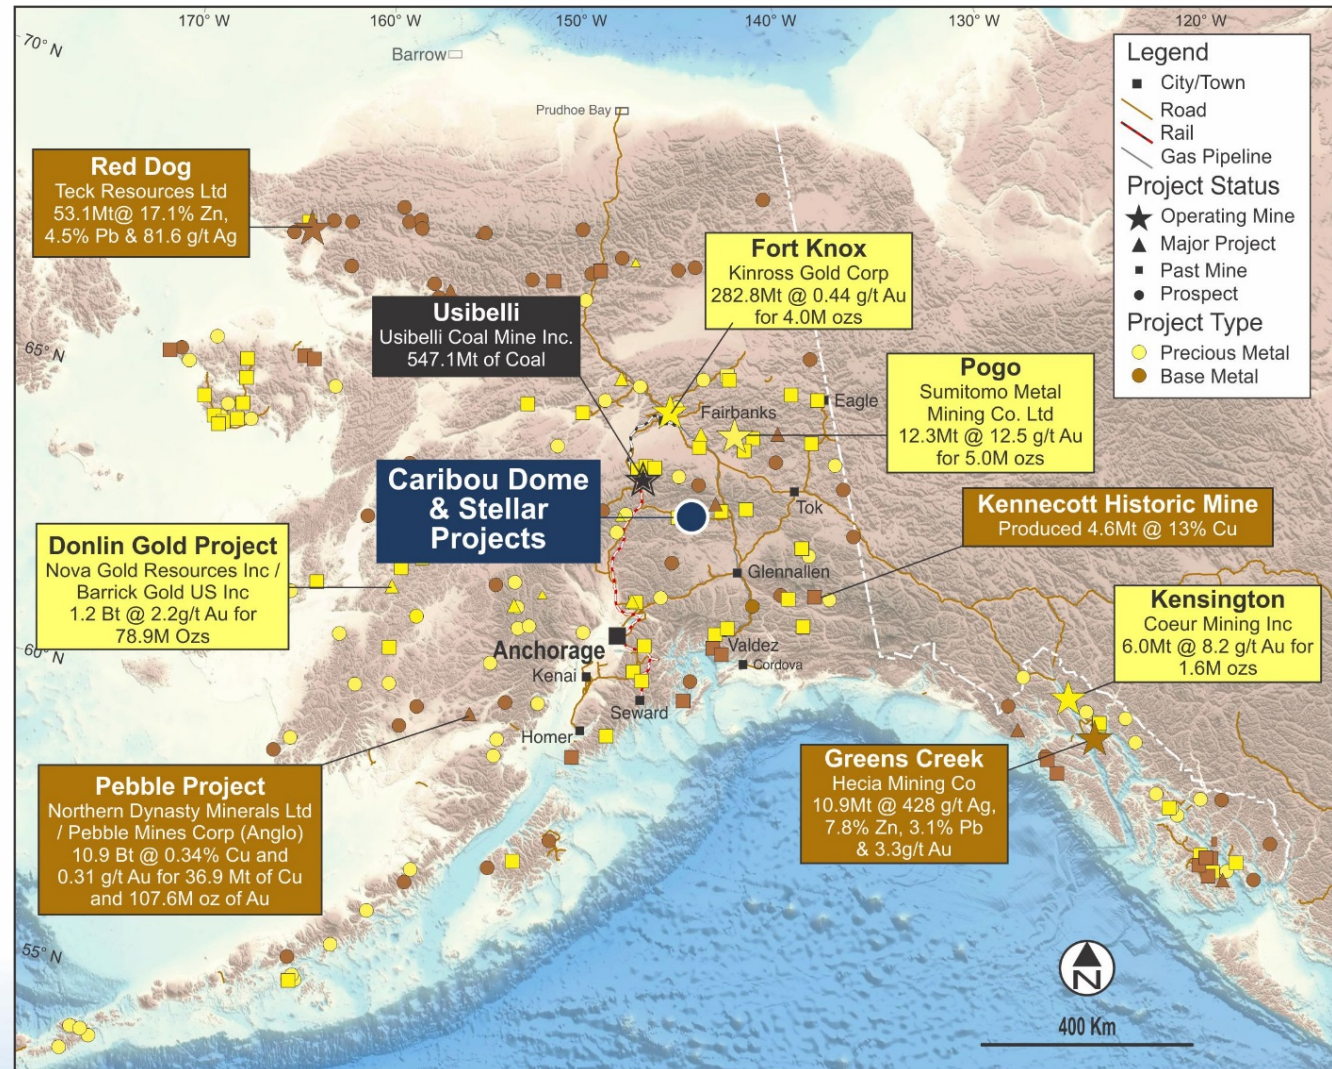 170° W
160° W
150° W
140° W
130° W
120° W
70° N
65° N
60° N
55° N
Barrow
Prudhoe Bay
Legend
City/Town
Road
Rail
Gas Pipeline
Project Status
Operating Mine
Major Project
Past Mine
Prospect
Project Type
Precious Metal
Base Metal
Red Dog
Teck Resources Ltd
53.1Mt@ 17.1% Zn,
4.5% Pb & 81.6 g/t Ag
Fort Knox
Kinross Gold Corp
282.8Mt @ 0.44 g/t Au
for 4.0M ozs
Usibelli
Usibelli Coal Mine Inc.
547.1Mt of Coal
Pogo
Sumitomo Metal
Mining Co. Ltd
12.3Mt @ 12.5 g/t Au
for 5.0M ozs
Fairbanks
Eagle
Caribou Dome
& Stellar
Projects
Tok
Kennecott Historic Mine
Produced 4.6Mt @ 13% Cu
Donlin Gold Project
Nova Gold Resources Inc /
Barrick Gold US Inc
1.2 Bt @ 2.2g/t Au for
78.9M Ozs
Glennallen
Kensington
Coeur Mining Inc
6.0Mt @ 8.2 g/t Au for
1.6M ozs
Anchorage
Valdez
Cordova
Kenai
Seward
Homer
Greens Creek
Hecia Mining Co
10.9Mt @ 428 g/t Ag,
7.8% Zn, 3.1% Pb
& 3.3g/t Au
Pebble Project
Northern Dynasty Minerals Ltd
/ Pebble Mines Corp (Anglo)
10.9 Bt @ 0.34% Cu and
0.31 g/t Au for 36.9 Mt of Cu
and 107.6M oz of Au
N
400 Km